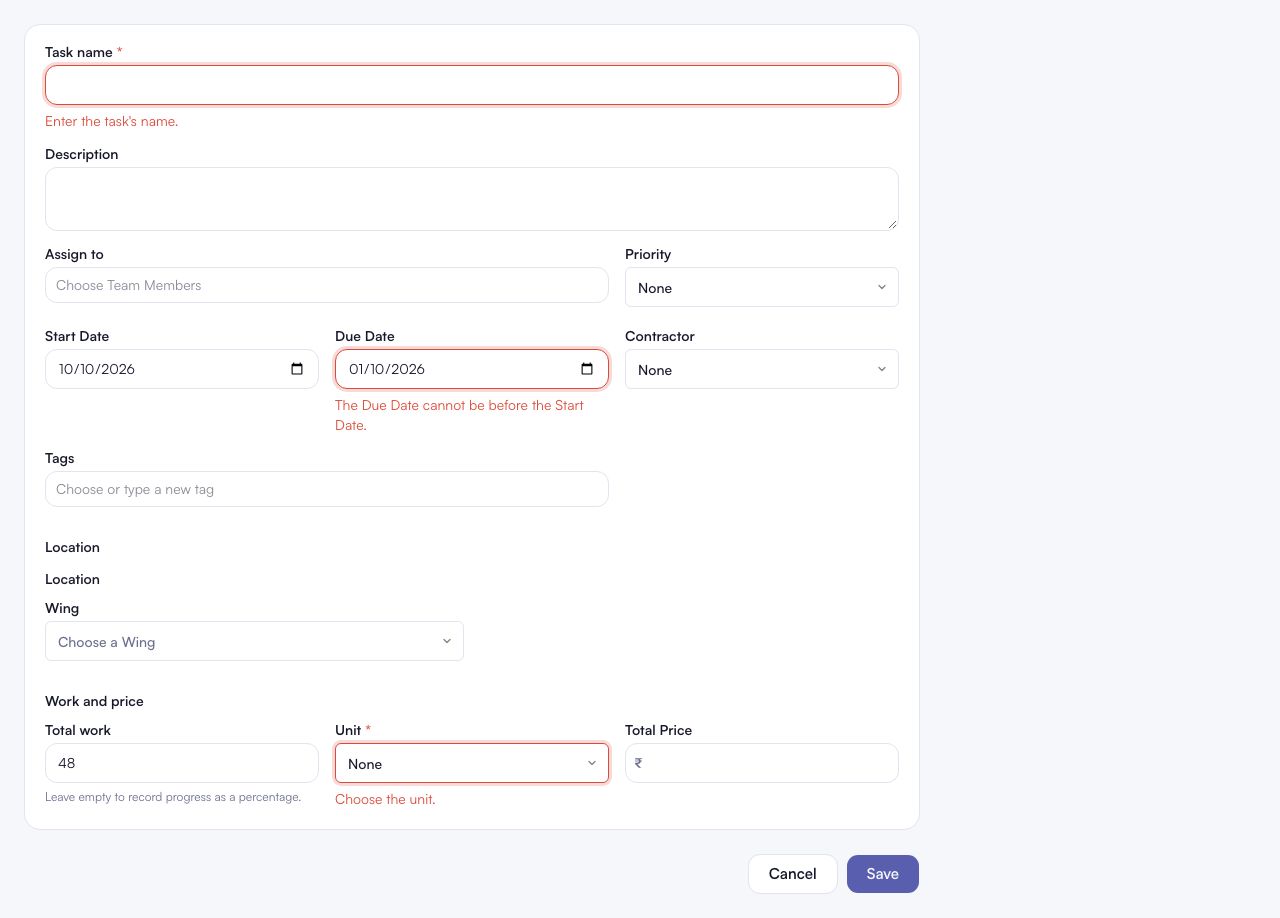 Task name *
Enter the task's name.
Description
Assign to
Priority
Choose Team Members
None
Start Date
Due Date
Contractor
10/10/2026
01/10/2026
None
The Due Date cannot be before the Start
Date.
Tags
Choose or type a new tag
Location
Location
Wing
Choose a Wing
Work and price
Total work
Unit *
Total Price
48
None
₹
Leave empty to record progress as a percentage.
Choose the unit.
Cancel
Save